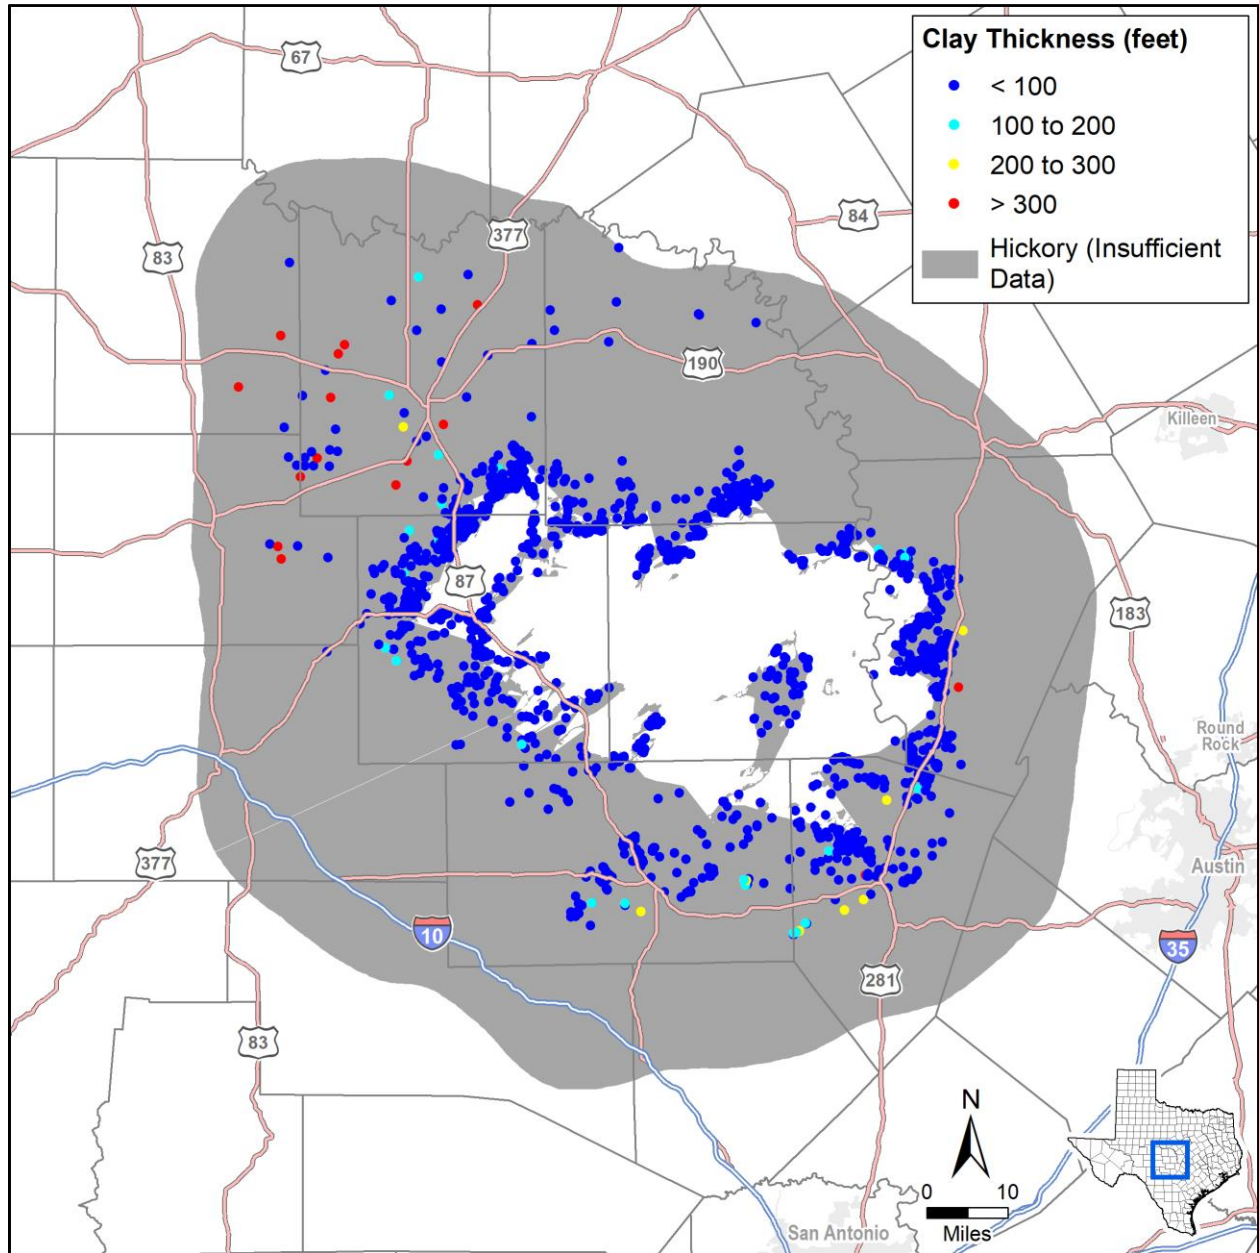 Clay Thickness (feet)
< 100
100 to 200
200 to 300
> 300
Hickory (Insufficient
Data)
67
84
377
83
190
Killeen
87
183
Round
Rock
377
Austin
10
35
281
83
N
0 10
Miles
San Antonio